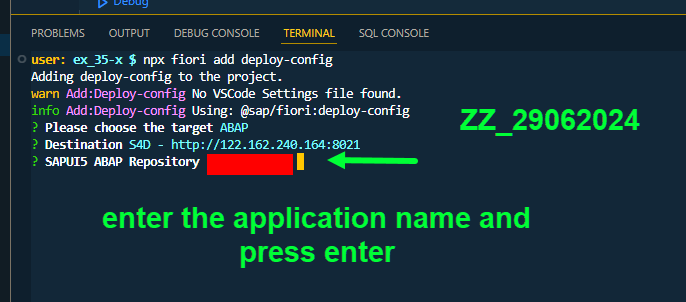 Debug
PROBLEMS OUTPUT DEBUG CONSOLE TERMINAL SQL CONSOLE
user: ex_35-x $ npx fiori add deploy-config
Adding deploy-config to the project.
warn Add:Deploy-config No VSCode Settings file found.
info Add:Deploy-config Using: @sap/fiori:deploy-config
? Please choose the target ABAP
? Destination S4D - http://122.162.240.164:8021
? SAPUI5 ABAP Repository
ZZ_29062024
enter the application name and
press enter